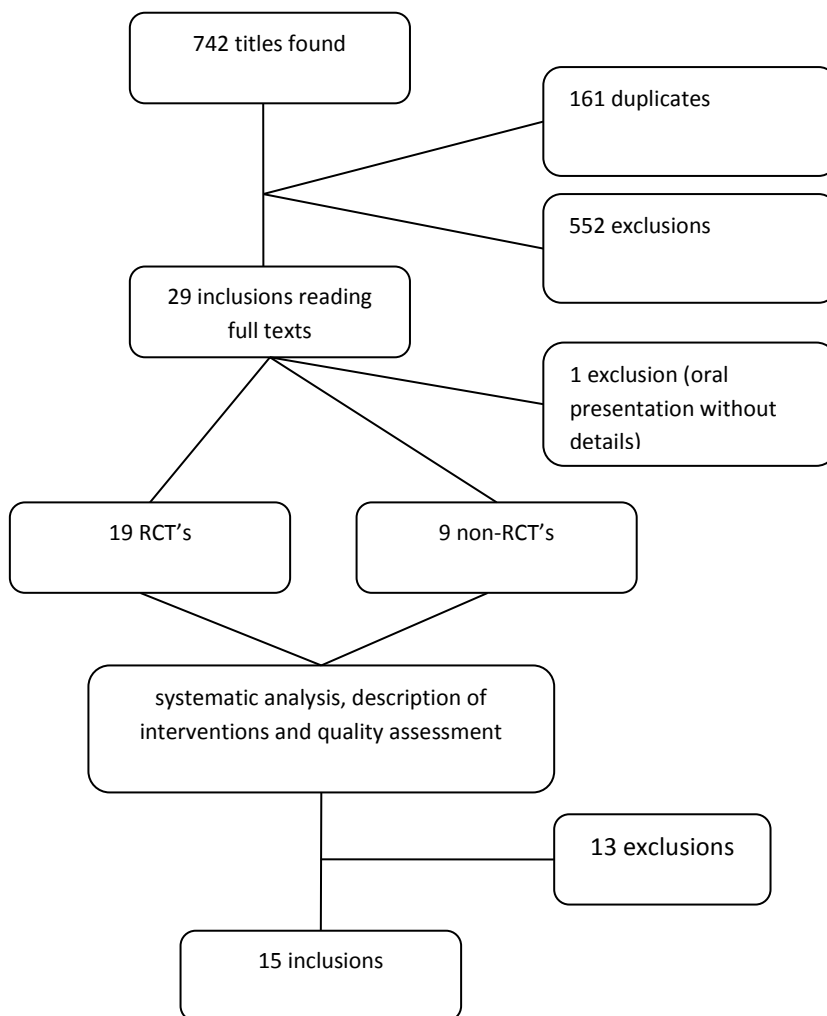 742 titles found
161 duplicates
552 exclusions
29 inclusions reading
full texts
1 exclusion (oral
presentation without
details)
19 RCT’s
9 non-RCT’s
systematic analysis, description of
interventions and quality assessment
13 exclusions
15 inclusions